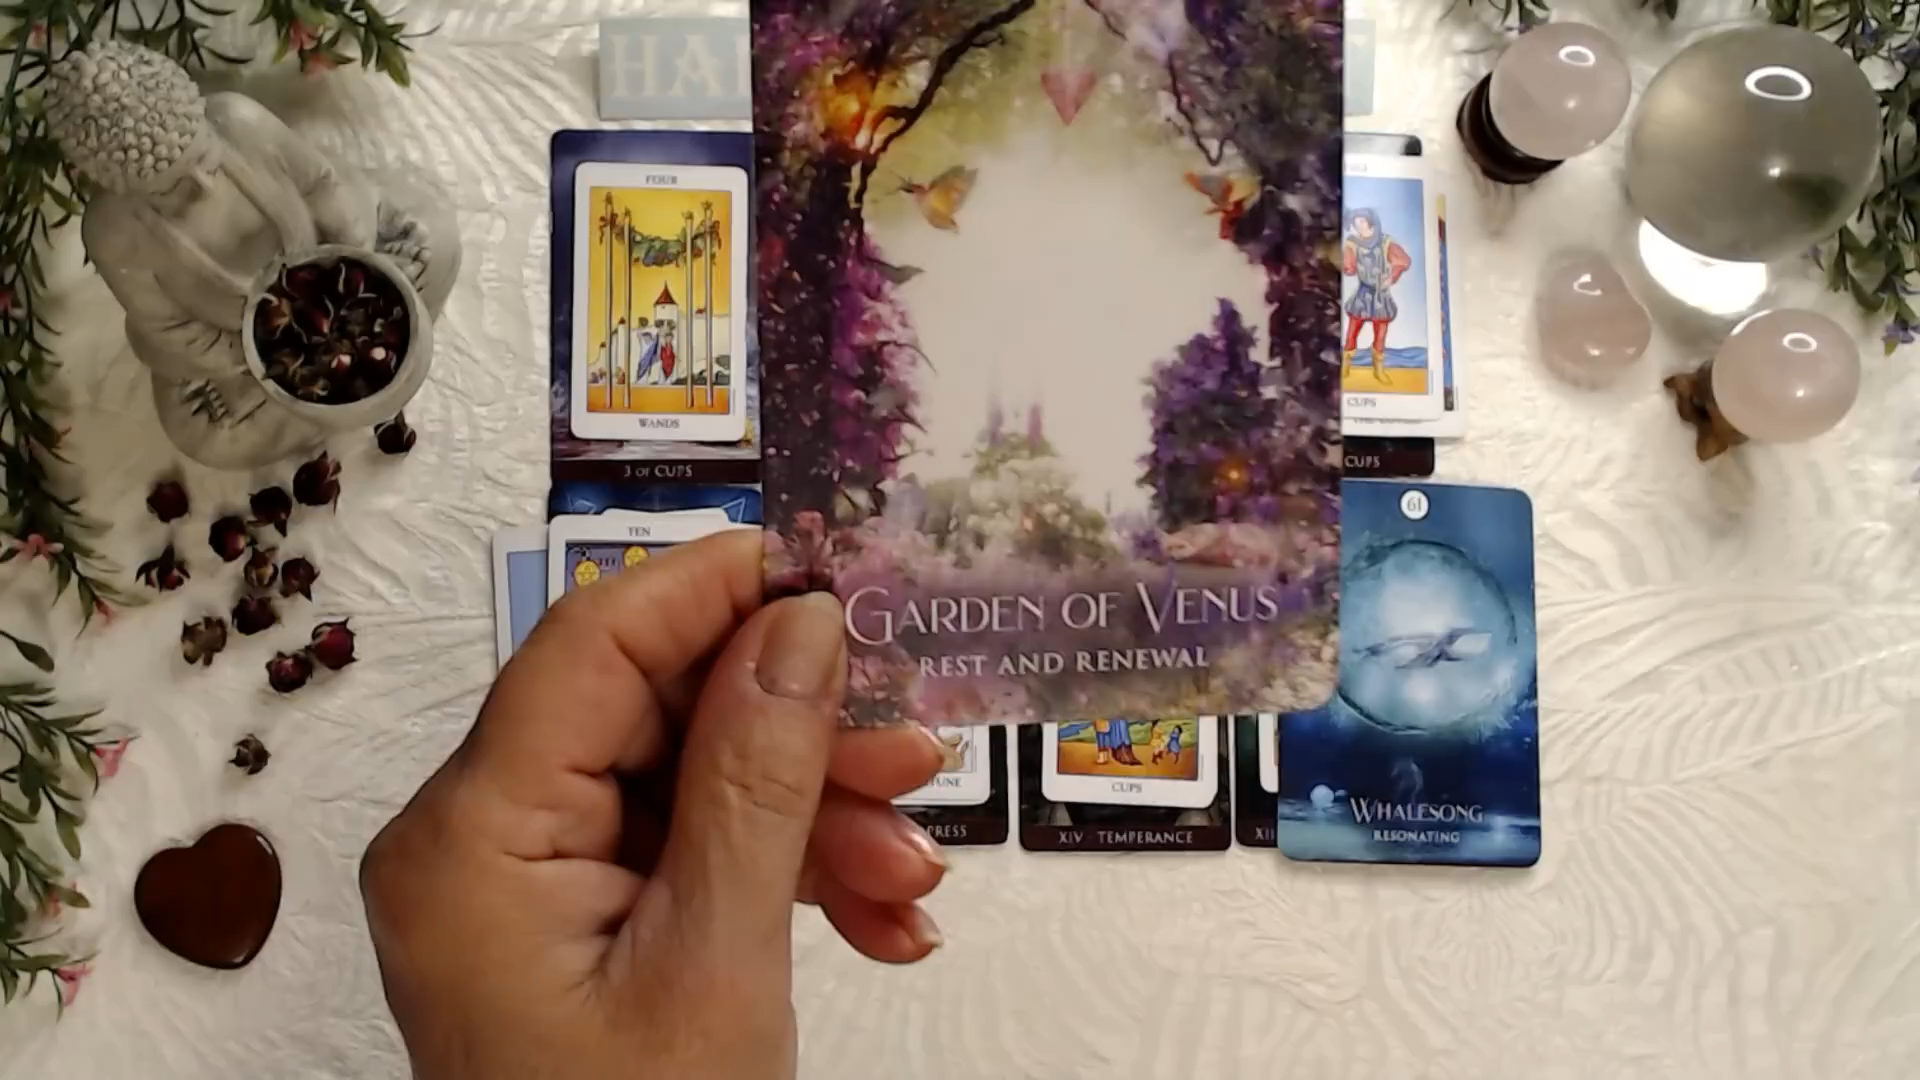 HA
FOUR
WANDS
3 OF CUPS
CUPS
CUPS
TEN
GARDEN OF VENUS
REST AND RENEWAL
61
CUPS
XIV · TEMPERANCE
WHALESONG
RESONATING